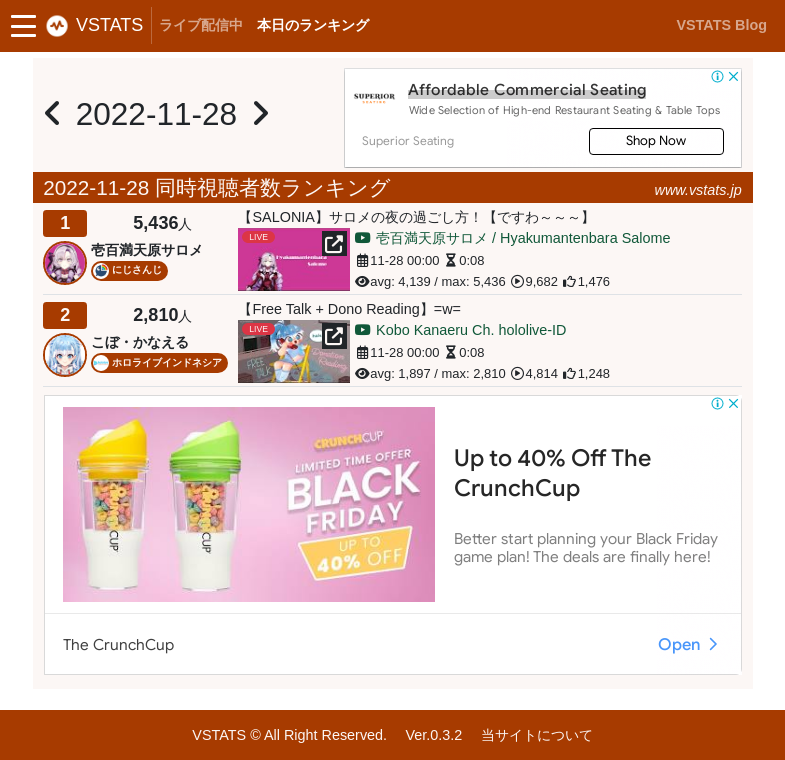 VSTATS ライブ配信中 本日のランキング VSTATS Blog
2022-11-28
SUPERIOR
SEATING
Affordable Commercial Seating
Wide Selection of High-end Restaurant Seating & Table Tops
Superior Seating
Shop Now
2022-11-28 同時視聴者数ランキング www.vstats.jp
1 5,436人
壱百満天原サロメ
にじさんじ
【SALONIA】サロメの夜の過ごし方！【ですわ～～～】
LIVE
壱百満天原サロメ / Hyakumantenbara Salome
11-28 00:00 0:08
avg: 4,139 / max: 5,436 9,682 1,476
2 2,810人
こぼ・かなえる
ホロライブインドネシア
【Free Talk + Dono Reading】=w=
LIVE
FREE
TALK
Donation
Reading
Kobo Kanaeru Ch. hololive-ID
11-28 00:00 0:08
avg: 1,897 / max: 2,810 4,814 1,248
CRUNCHCUP
LIMITED TIME OFFER
BLACK
FRIDAY
UP TO
40% OFF
CUP
CUP
Up to 40% Off The
CrunchCup
Better start planning your Black Friday
game plan! The deals are finally here!
The CrunchCup
Open
VSTATS © All Right Reserved. Ver.0.3.2 当サイトについて